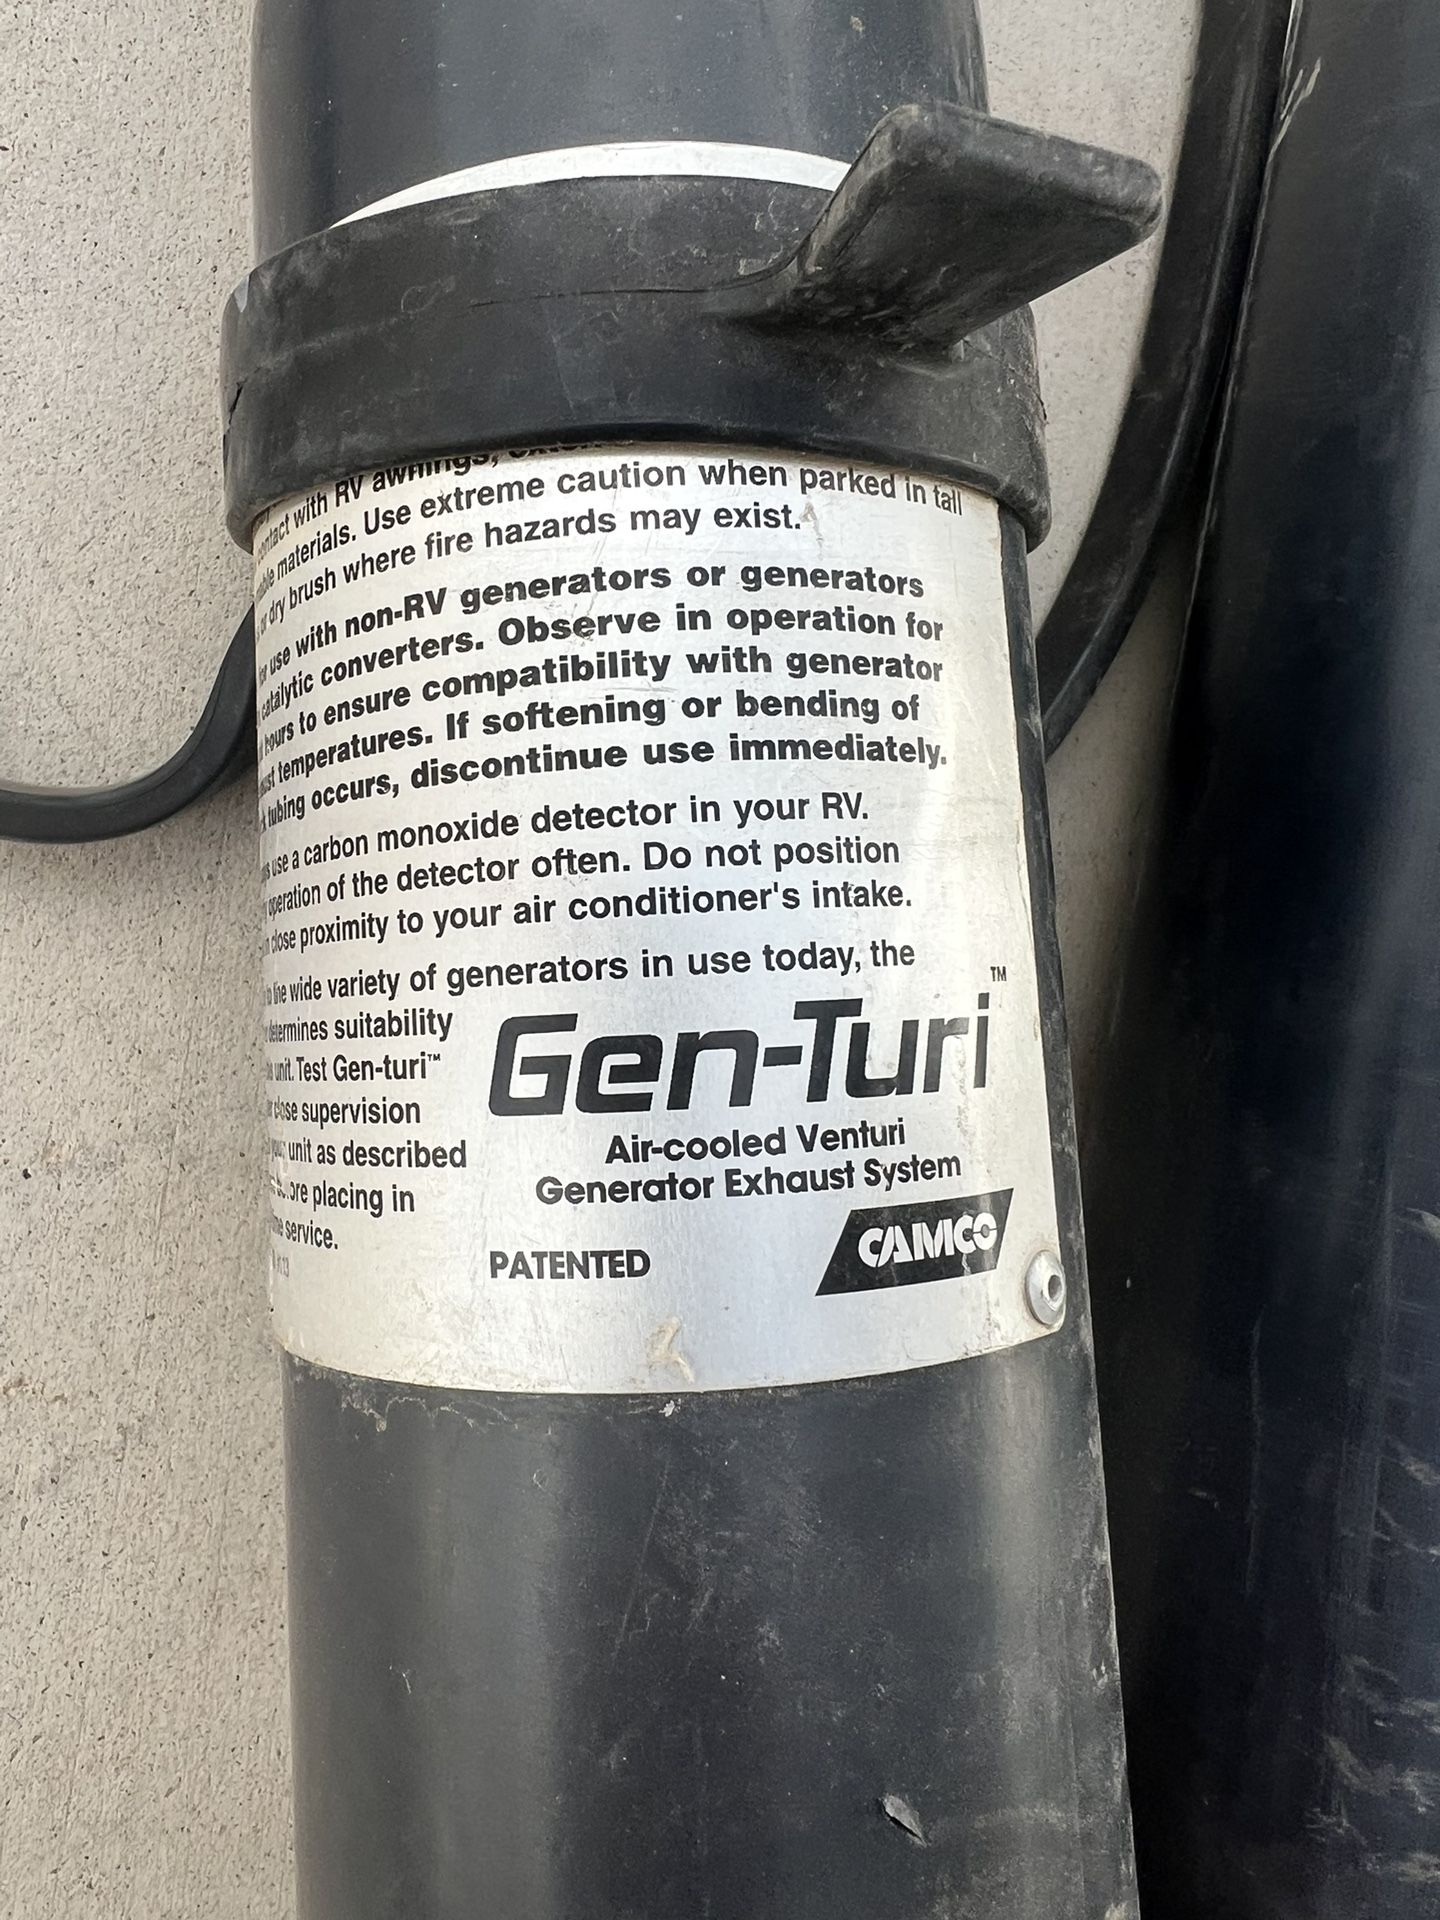 contact with RV awnings,
materials. Use extreme caution when parked in tall
or dry brush where fire hazards may exist.
use with non-RV generators or generators
catalytic converters. Observe in operation for
hours to ensure compatibility with generator
temperatures. If softening or bending of
tubing occurs, discontinue use immediately.
use a carbon monoxide detector in your RV.
operation of the detector often. Do not position
in close proximity to your air conditioner's intake.
the wide variety of generators in use today, the
determines suitability
unit. Test Gen-turi™
close supervision
your unit as described
placing in
service.
Gen-Turi™
Air-cooled Venturi
Generator Exhaust System
PATENTED
CAMCO